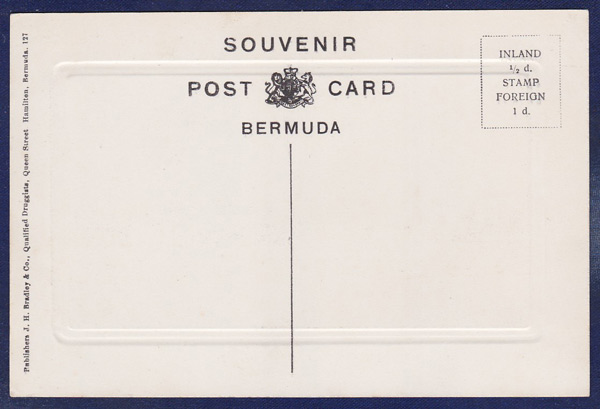 SOUVENIR
POST CARD
BERMUDA
INLAND
1/2 d.
STAMP
FOREIGN
1 d.
Publishers J. H. Bradley & Co., Qualified Druggists, Queen Street Hamilton, Bermuda. 127